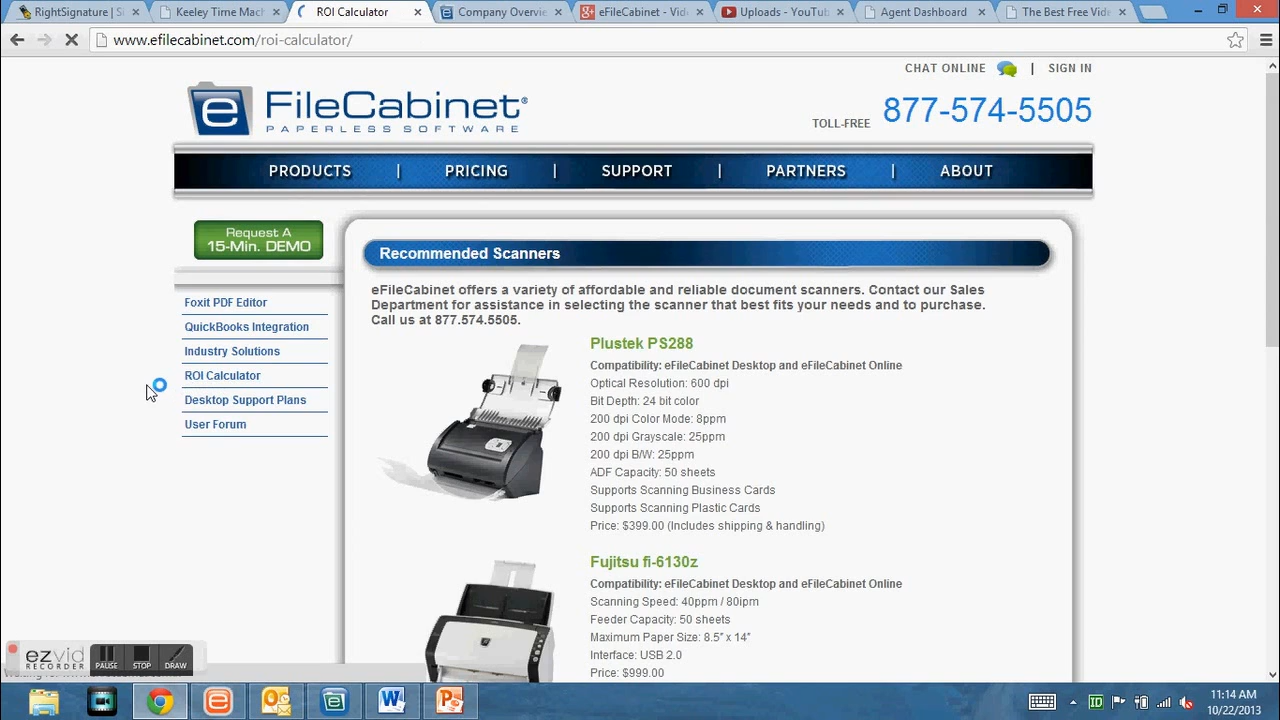 RightSignature | Si
Keeley Time Mach
ROI Calculator
Company Overvie
eFileCabinet - Vide
Uploads - YouTub
Agent Dashboard
The Best Free Vide
www.efilecabinet.com/roi-calculator/
CHAT ONLINE | SIGN IN
e FileCabinet®
PAPERLESS SOFTWARE
TOLL-FREE 877-574-5505
PRODUCTS | PRICING | SUPPORT | PARTNERS | ABOUT
Request A
15-Min. DEMO
Foxit PDF Editor
QuickBooks Integration
Industry Solutions
ROI Calculator
Desktop Support Plans
User Forum
Recommended Scanners
eFileCabinet offers a variety of affordable and reliable document scanners. Contact our Sales
Department for assistance in selecting the scanner that best fits your needs and to purchase.
Call us at 877.574.5505.
Plustek PS288
Compatibility: eFileCabinet Desktop and eFileCabinet Online
Optical Resolution: 600 dpi
Bit Depth: 24 bit color
200 dpi Color Mode: 8ppm
200 dpi Grayscale: 25ppm
200 dpi B/W: 25ppm
ADF Capacity: 50 sheets
Supports Scanning Business Cards
Supports Scanning Plastic Cards
Price: $399.00 (Includes shipping & handling)
Fujitsu fi-6130z
Compatibility: eFileCabinet Desktop and eFileCabinet Online
Scanning Speed: 40ppm / 80ipm
Feeder Capacity: 50 sheets
Maximum Paper Size: 8.5″ x 14″
Interface: USB 2.0
Price: $999.00
ezvid
RECORDER
PAUSE STOP DRAW
11:14 AM
10/22/2013